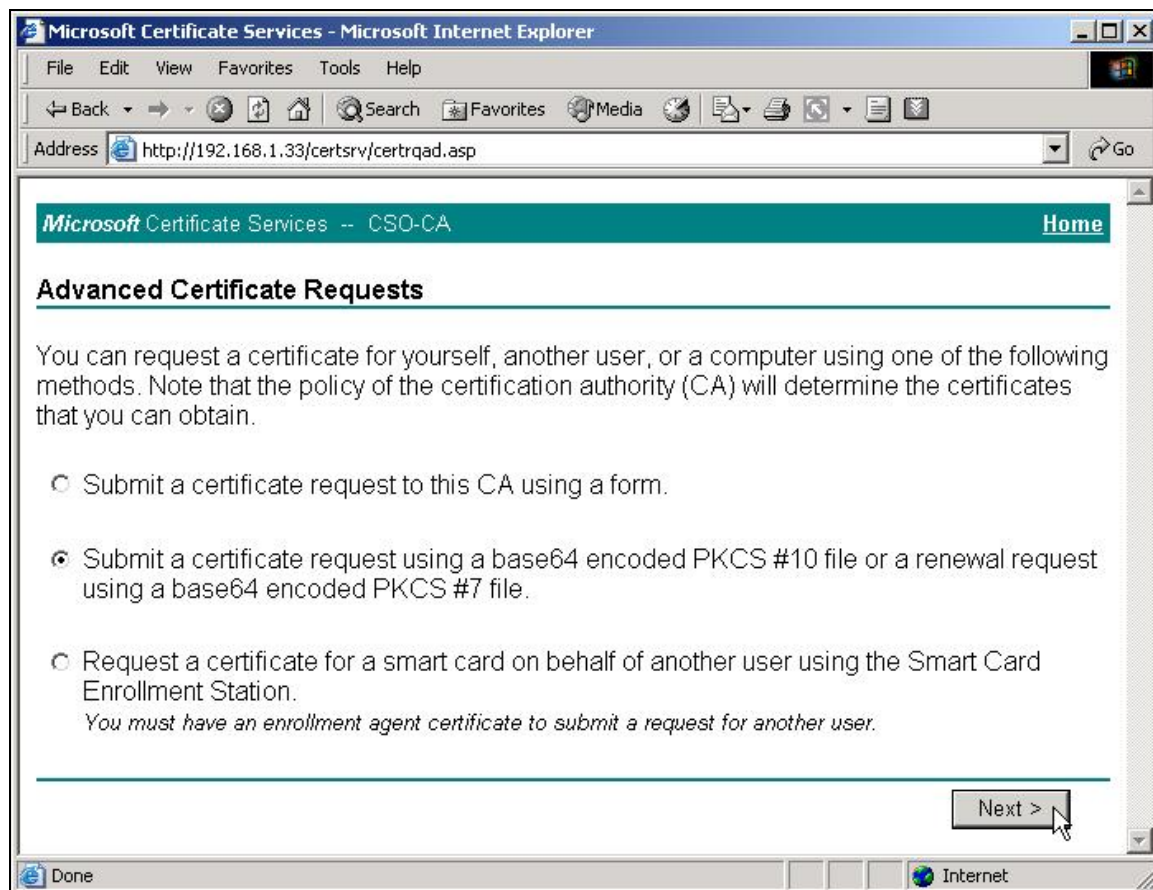 Microsoft Certificate Services - Microsoft Internet Explorer
File Edit View Favorites Tools Help
Back Search Favorites Media
Address http://192.168.1.33/certsrv/certrqad.asp Go
Microsoft Certificate Services -- CSO-CA Home
Advanced Certificate Requests
You can request a certificate for yourself, another user, or a computer using one of the following
methods. Note that the policy of the certification authority (CA) will determine the certificates
that you can obtain.
Submit a certificate request to this CA using a form.
Submit a certificate request using a base64 encoded PKCS #10 file or a renewal request
using a base64 encoded PKCS #7 file.
Request a certificate for a smart card on behalf of another user using the Smart Card
Enrollment Station.
You must have an enrollment agent certificate to submit a request for another user.
Next >
Done Internet